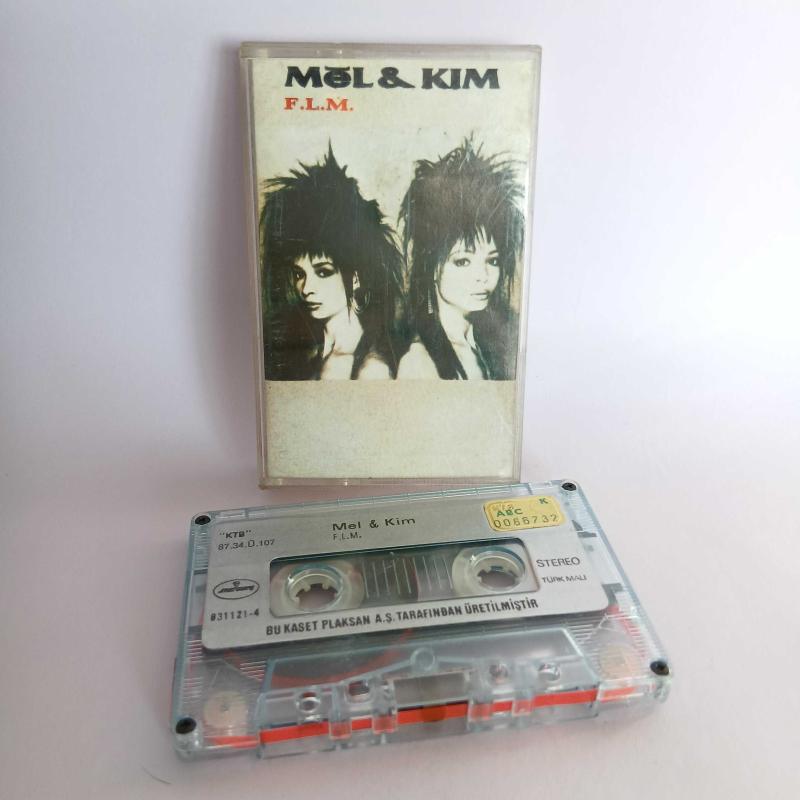 MēL & KIM
F.L.M.
"KTB"
87.34.Ü.107
Mel & Kim
F.L.M.
K
ABC
0066732
STEREO
TÜRK MALI
831121-4
BU KASET PLAKSAN A.Ş. TARAFINDAN ÜRETİLMİŞTİR